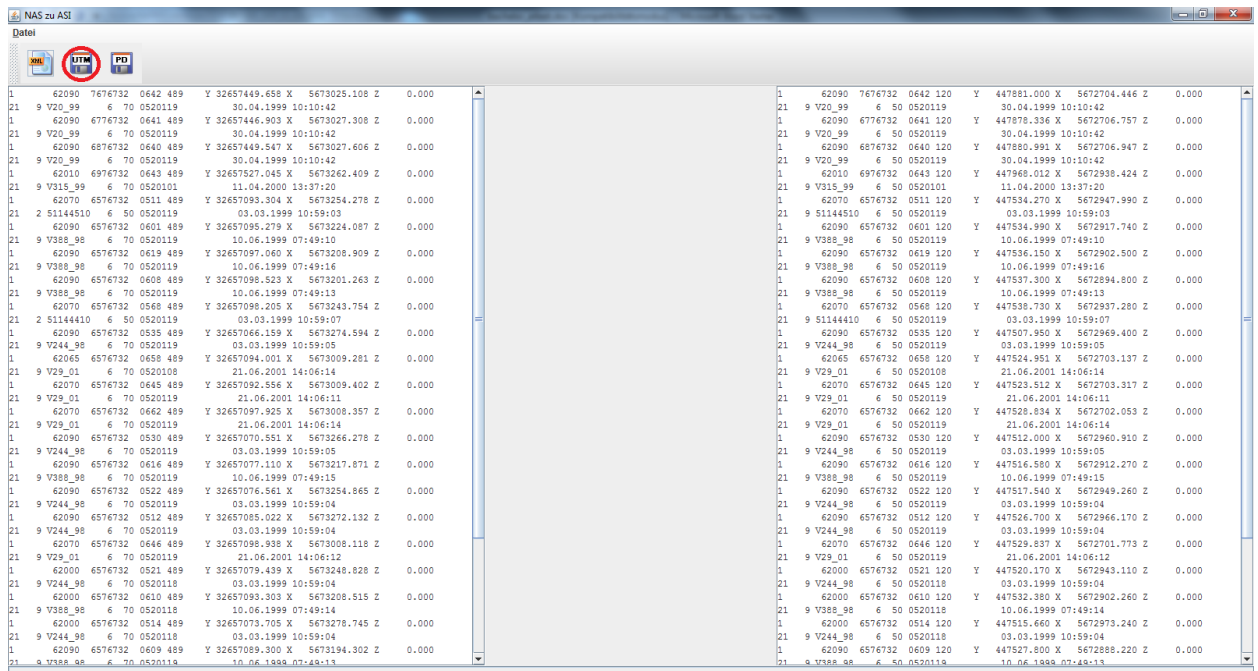 NAS zu ASI
Datei
XML UTM PD
1 62090 7676732 0642 489 Y 32657449.658 X 5673025.108 Z 0.000
21 9 V20_99 6 70 0520119 30.04.1999 10:10:42
1 62090 6776732 0641 489 Y 32657446.903 X 5673027.308 Z 0.000
21 9 V20_99 6 70 0520119 30.04.1999 10:10:42
1 62090 6876732 0640 489 Y 32657449.547 X 5673027.606 Z 0.000
21 9 V20_99 6 70 0520119 30.04.1999 10:10:42
1 62010 6976732 0643 489 Y 32657527.045 X 5673262.409 Z 0.000
21 9 V315_99 6 70 0520101 11.04.2000 13:37:20
1 62070 6576732 0511 489 Y 32657093.304 X 5673254.278 Z 0.000
21 2 51144510 6 50 0520119 03.03.1999 10:59:03
1 62090 6576732 0601 489 Y 32657095.279 X 5673224.087 Z 0.000
21 9 V388_98 6 70 0520119 10.06.1999 07:49:10
1 62090 6576732 0619 489 Y 32657097.060 X 5673208.909 Z 0.000
21 9 V388_98 6 70 0520119 10.06.1999 07:49:16
1 62090 6576732 0608 489 Y 32657098.523 X 5673201.263 Z 0.000
21 9 V388_98 6 70 0520119 10.06.1999 07:49:13
1 62070 6576732 0568 489 Y 32657098.205 X 5673243.754 Z 0.000
21 2 51144410 6 50 0520119 03.03.1999 10:59:07
1 62090 6576732 0535 489 Y 32657066.159 X 5673274.594 Z 0.000
21 9 V244_98 6 70 0520119 03.03.1999 10:59:05
1 62065 6576732 0658 489 Y 32657094.001 X 5673009.281 Z 0.000
21 9 V29_01 6 70 0520108 21.06.2001 14:06:14
1 62070 6576732 0645 489 Y 32657092.556 X 5673009.402 Z 0.000
21 9 V29_01 6 70 0520119 21.06.2001 14:06:11
1 62070 6576732 0662 489 Y 32657097.925 X 5673008.357 Z 0.000
21 9 V29_01 6 70 0520119 21.06.2001 14:06:14
1 62090 6576732 0530 489 Y 32657070.551 X 5673266.278 Z 0.000
21 9 V244_98 6 70 0520119 03.03.1999 10:59:05
1 62090 6576732 0616 489 Y 32657077.110 X 5673217.871 Z 0.000
21 9 V388_98 6 70 0520119 10.06.1999 07:49:15
1 62090 6576732 0522 489 Y 32657076.561 X 5673254.865 Z 0.000
21 9 V244_98 6 70 0520119 03.03.1999 10:59:04
1 62090 6576732 0512 489 Y 32657085.022 X 5673272.132 Z 0.000
21 9 V244_98 6 70 0520119 03.03.1999 10:59:04
1 62070 6576732 0646 489 Y 32657098.938 X 5673008.118 Z 0.000
21 9 V29_01 6 70 0520119 21.06.2001 14:06:12
1 62000 6576732 0521 489 Y 32657079.439 X 5673248.828 Z 0.000
21 9 V244_98 6 70 0520118 03.03.1999 10:59:04
1 62000 6576732 0610 489 Y 32657093.303 X 5673208.515 Z 0.000
21 9 V388_98 6 70 0520118 10.06.1999 07:49:14
1 62000 6576732 0514 489 Y 32657073.705 X 5673278.745 Z 0.000
21 9 V244_98 6 70 0520118 03.03.1999 10:59:04
1 62090 6576732 0609 489 Y 32657089.300 X 5673194.302 Z 0.000
21 9 V388_98 6 70 0520119 10.06.1999 07:49:13
1 62090 7676732 0642 120 Y 447881.000 X 5672704.446 Z 0.000
21 9 V20_99 6 50 0520119 30.04.1999 10:10:42
1 62090 6776732 0641 120 Y 447878.336 X 5672706.757 Z 0.000
21 9 V20_99 6 50 0520119 30.04.1999 10:10:42
1 62090 6876732 0640 120 Y 447880.991 X 5672706.947 Z 0.000
21 9 V20_99 6 50 0520119 30.04.1999 10:10:42
1 62010 6976732 0643 120 Y 447968.012 X 5672938.424 Z 0.000
21 9 V315_99 6 50 0520101 11.04.2000 13:37:20
1 62070 6576732 0511 120 Y 447534.270 X 5672947.990 Z 0.000
21 9 51144510 6 50 0520119 03.03.1999 10:59:03
1 62090 6576732 0601 120 Y 447534.990 X 5672917.740 Z 0.000
21 9 V388_98 6 50 0520119 10.06.1999 07:49:10
1 62090 6576732 0619 120 Y 447536.150 X 5672902.500 Z 0.000
21 9 V388_98 6 50 0520119 10.06.1999 07:49:16
1 62090 6576732 0608 120 Y 447537.300 X 5672894.800 Z 0.000
21 9 V388_98 6 50 0520119 10.06.1999 07:49:13
1 62070 6576732 0568 120 Y 447538.730 X 5672937.280 Z 0.000
21 9 51144410 6 50 0520119 03.03.1999 10:59:07
1 62090 6576732 0535 120 Y 447507.950 X 5672969.400 Z 0.000
21 9 V244_98 6 50 0520119 03.03.1999 10:59:05
1 62065 6576732 0658 120 Y 447524.951 X 5672703.137 Z 0.000
21 9 V29_01 6 50 0520108 21.06.2001 14:06:14
1 62070 6576732 0645 120 Y 447523.512 X 5672703.317 Z 0.000
21 9 V29_01 6 50 0520119 21.06.2001 14:06:11
1 62070 6576732 0662 120 Y 447528.834 X 5672702.053 Z 0.000
21 9 V29_01 6 50 0520119 21.06.2001 14:06:14
1 62090 6576732 0530 120 Y 447512.000 X 5672960.910 Z 0.000
21 9 V244_98 6 50 0520119 03.03.1999 10:59:05
1 62090 6576732 0616 120 Y 447516.580 X 5672912.270 Z 0.000
21 9 V388_98 6 50 0520119 10.06.1999 07:49:15
1 62090 6576732 0522 120 Y 447517.540 X 5672949.260 Z 0.000
21 9 V244_98 6 50 0520119 03.03.1999 10:59:04
1 62090 6576732 0512 120 Y 447526.700 X 5672966.170 Z 0.000
21 9 V244_98 6 50 0520119 03.03.1999 10:59:04
1 62070 6576732 0646 120 Y 447529.837 X 5672701.773 Z 0.000
21 9 V29_01 6 50 0520119 21.06.2001 14:06:12
1 62000 6576732 0521 120 Y 447520.170 X 5672943.110 Z 0.000
21 9 V244_98 6 50 0520118 03.03.1999 10:59:04
1 62000 6576732 0610 120 Y 447532.380 X 5672902.260 Z 0.000
21 9 V388_98 6 50 0520118 10.06.1999 07:49:14
1 62000 6576732 0514 120 Y 447515.660 X 5672973.240 Z 0.000
21 9 V244_98 6 50 0520118 03.03.1999 10:59:04
1 62090 6576732 0609 120 Y 447527.800 X 5672888.220 Z 0.000
21 9 V388_98 6 50 0520119 10.06.1999 07:49:13